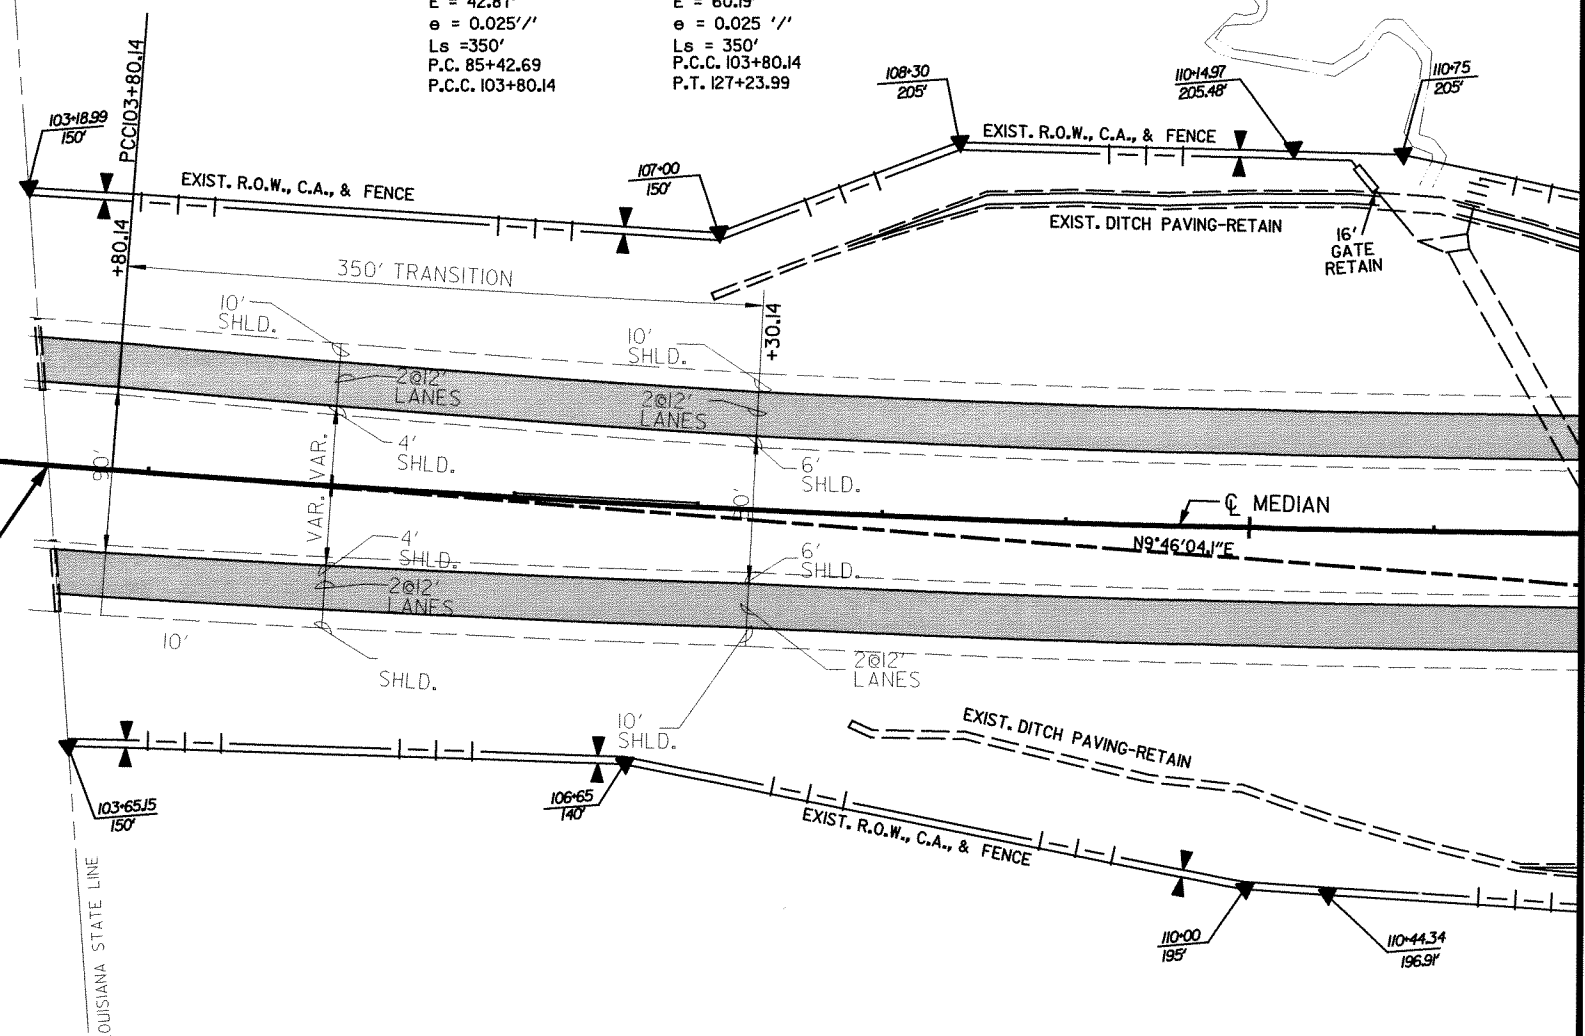 E = 42.87'
e = 0.025'/'
Ls =350'
P.C. 85+42.69
P.C.C. 103+80.14
E = 60.19'
e = 0.025 '/'
Ls = 350'
P.C.C. 103+80.14
P.T. 127+23.99
PCC103+80.14
+80.14
103+18.99
150'
EXIST. R.O.W., C.A., & FENCE
107+00
150'
108+30
205'
EXIST. R.O.W., C.A., & FENCE
110+14.97
205.48'
110+75
205'
EXIST. DITCH PAVING-RETAIN
16'
GATE
RETAIN
350' TRANSITION
+30.14
10'
SHLD.
10'
SHLD.
2@12'
LANES
2@12'
LANES
4'
SHLD.
6'
SHLD.
90'
VAR.
VAR.
℄ MEDIAN
N9°46'04.1"E
4'
SHLD.
6'
SHLD.
2@12'
LANES
10'
SHLD.
2@12'
LANES
10'
SHLD.
EXIST. DITCH PAVING-RETAIN
103+65.15
150'
106+65
140'
EXIST. R.O.W., C.A., & FENCE
110+00
195'
110+44.34
196.91'
OUISIANA STATE LINE